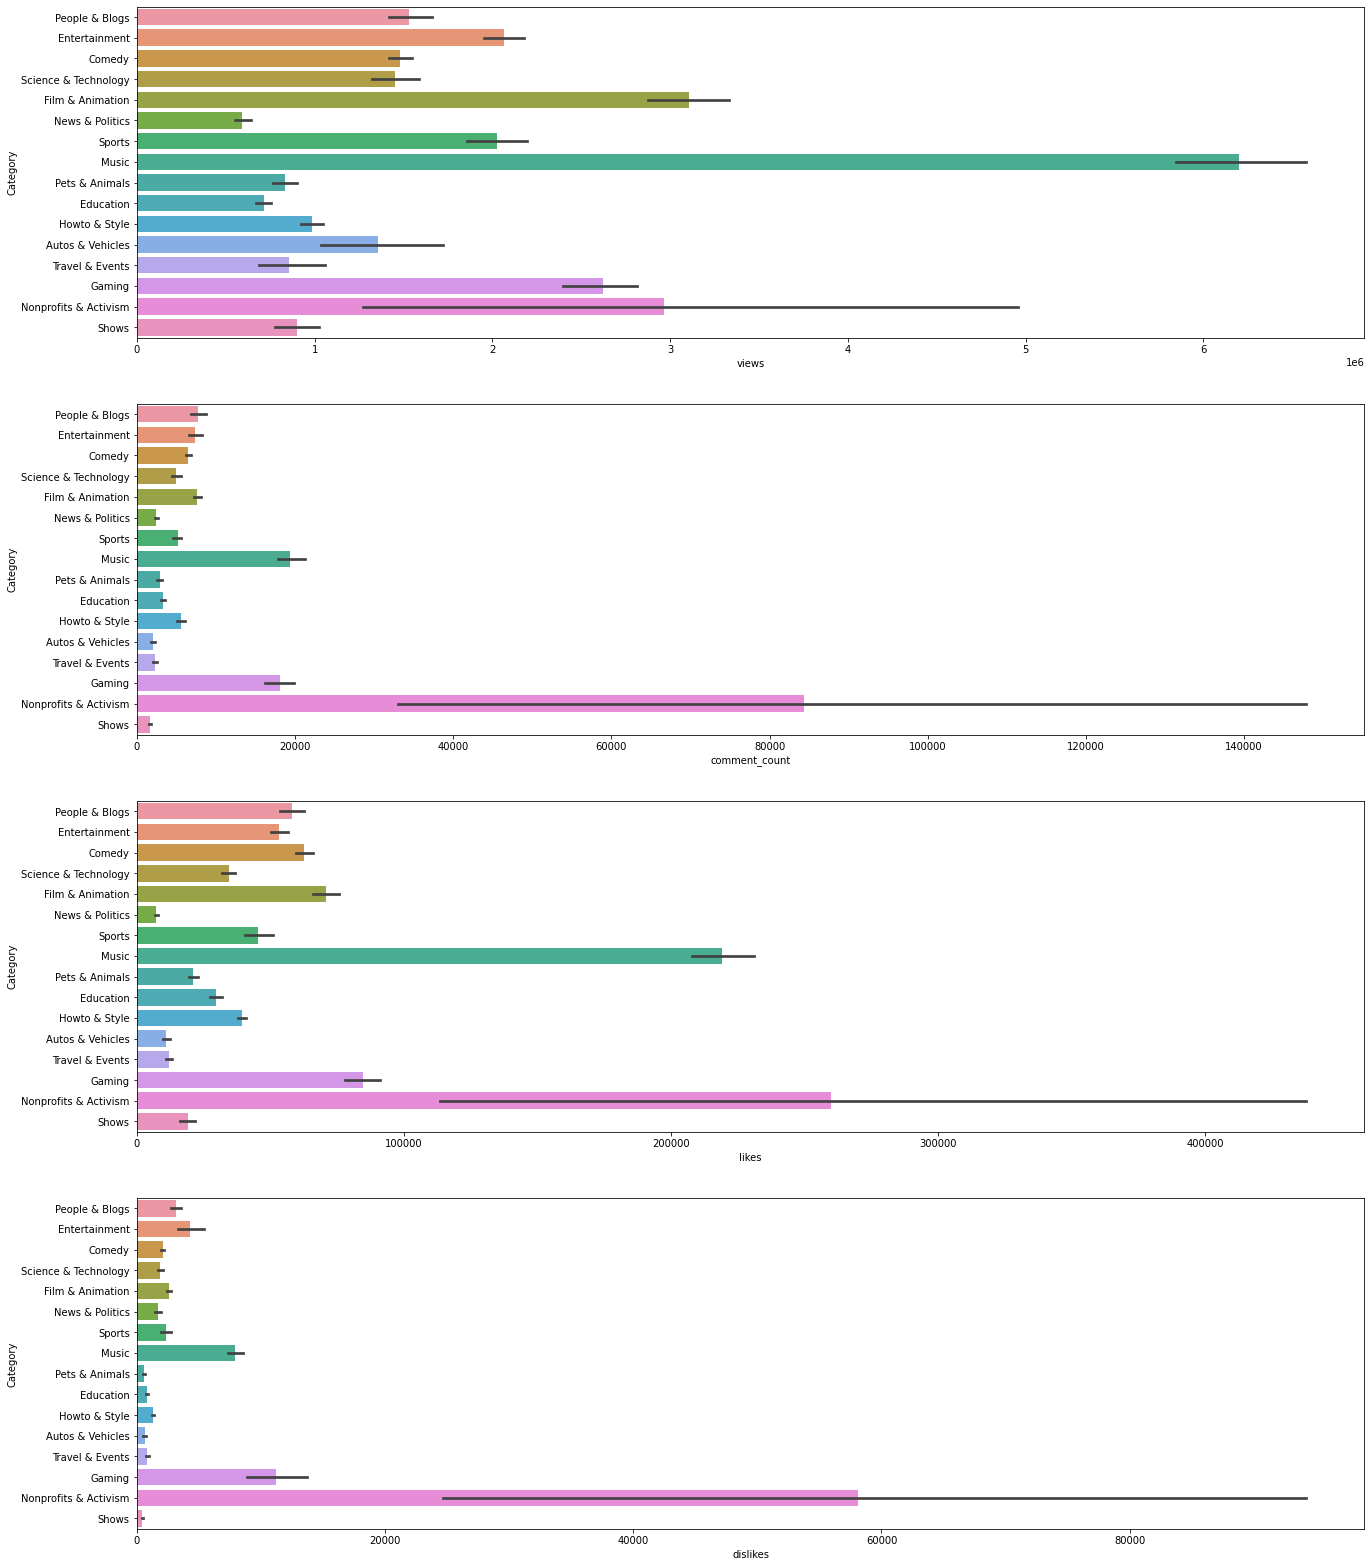 People & Blogs
Entertainment
Comedy
Science & Technology
Film & Animation
News & Politics
Sports
Music
Pets & Animals
Education
Howto & Style
Autos & Vehicles
Travel & Events
Gaming
Nonprofits & Activism
Shows
Category
0 1 2 3 4 5 6
views
1e6
People & Blogs
Entertainment
Comedy
Science & Technology
Film & Animation
News & Politics
Sports
Music
Pets & Animals
Education
Howto & Style
Autos & Vehicles
Travel & Events
Gaming
Nonprofits & Activism
Shows
Category
0 20000 40000 60000 80000 100000 120000 140000
comment_count
People & Blogs
Entertainment
Comedy
Science & Technology
Film & Animation
News & Politics
Sports
Music
Pets & Animals
Education
Howto & Style
Autos & Vehicles
Travel & Events
Gaming
Nonprofits & Activism
Shows
Category
0 100000 200000 300000 400000
likes
People & Blogs
Entertainment
Comedy
Science & Technology
Film & Animation
News & Politics
Sports
Music
Pets & Animals
Education
Howto & Style
Autos & Vehicles
Travel & Events
Gaming
Nonprofits & Activism
Shows
Category
0 20000 40000 60000 80000
dislikes